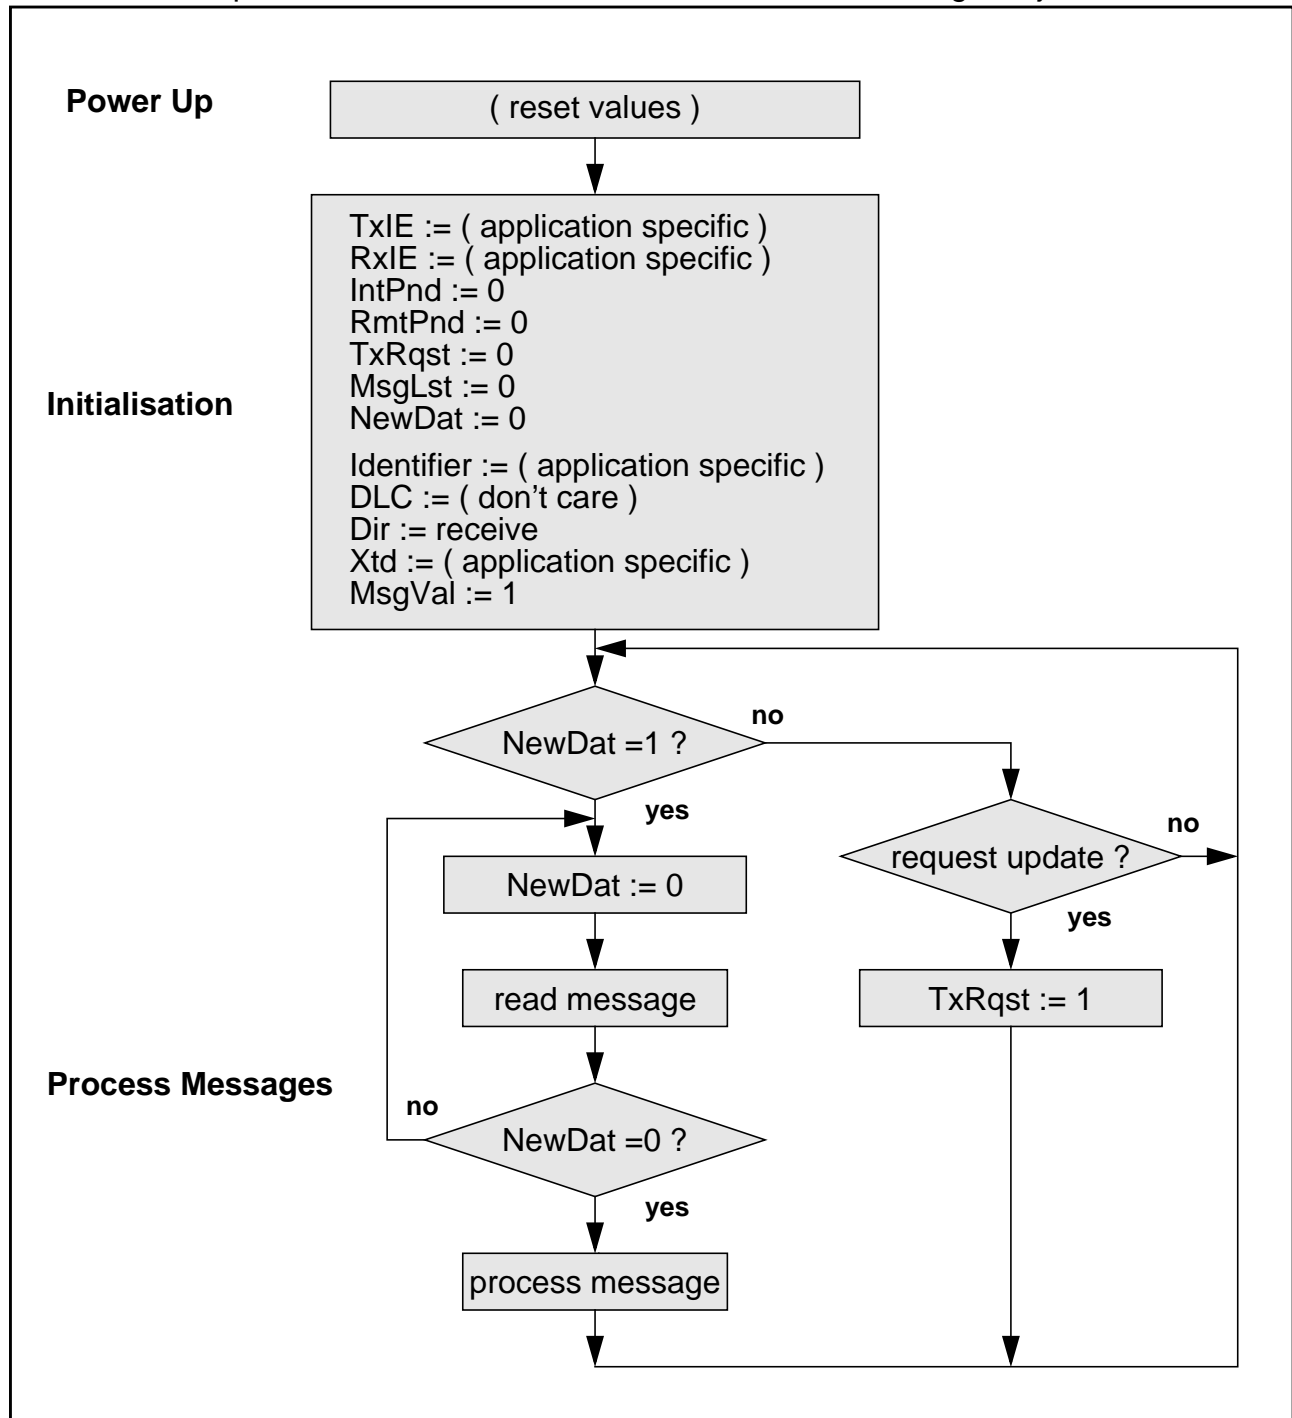 Power Up
( reset values )
Initialisation
TxIE := ( application specific )
RxIE := ( application specific )
IntPnd := 0
RmtPnd := 0
TxRqst := 0
MsgLst := 0
NewDat := 0
Identifier := ( application specific )
DLC := ( don’t care )
Dir := receive
Xtd := ( application specific )
MsgVal := 1
NewDat =1 ?
no
yes
request update ?
no
yes
NewDat := 0
read message
TxRqst := 1
Process Messages
no
NewDat =0 ?
yes
process message